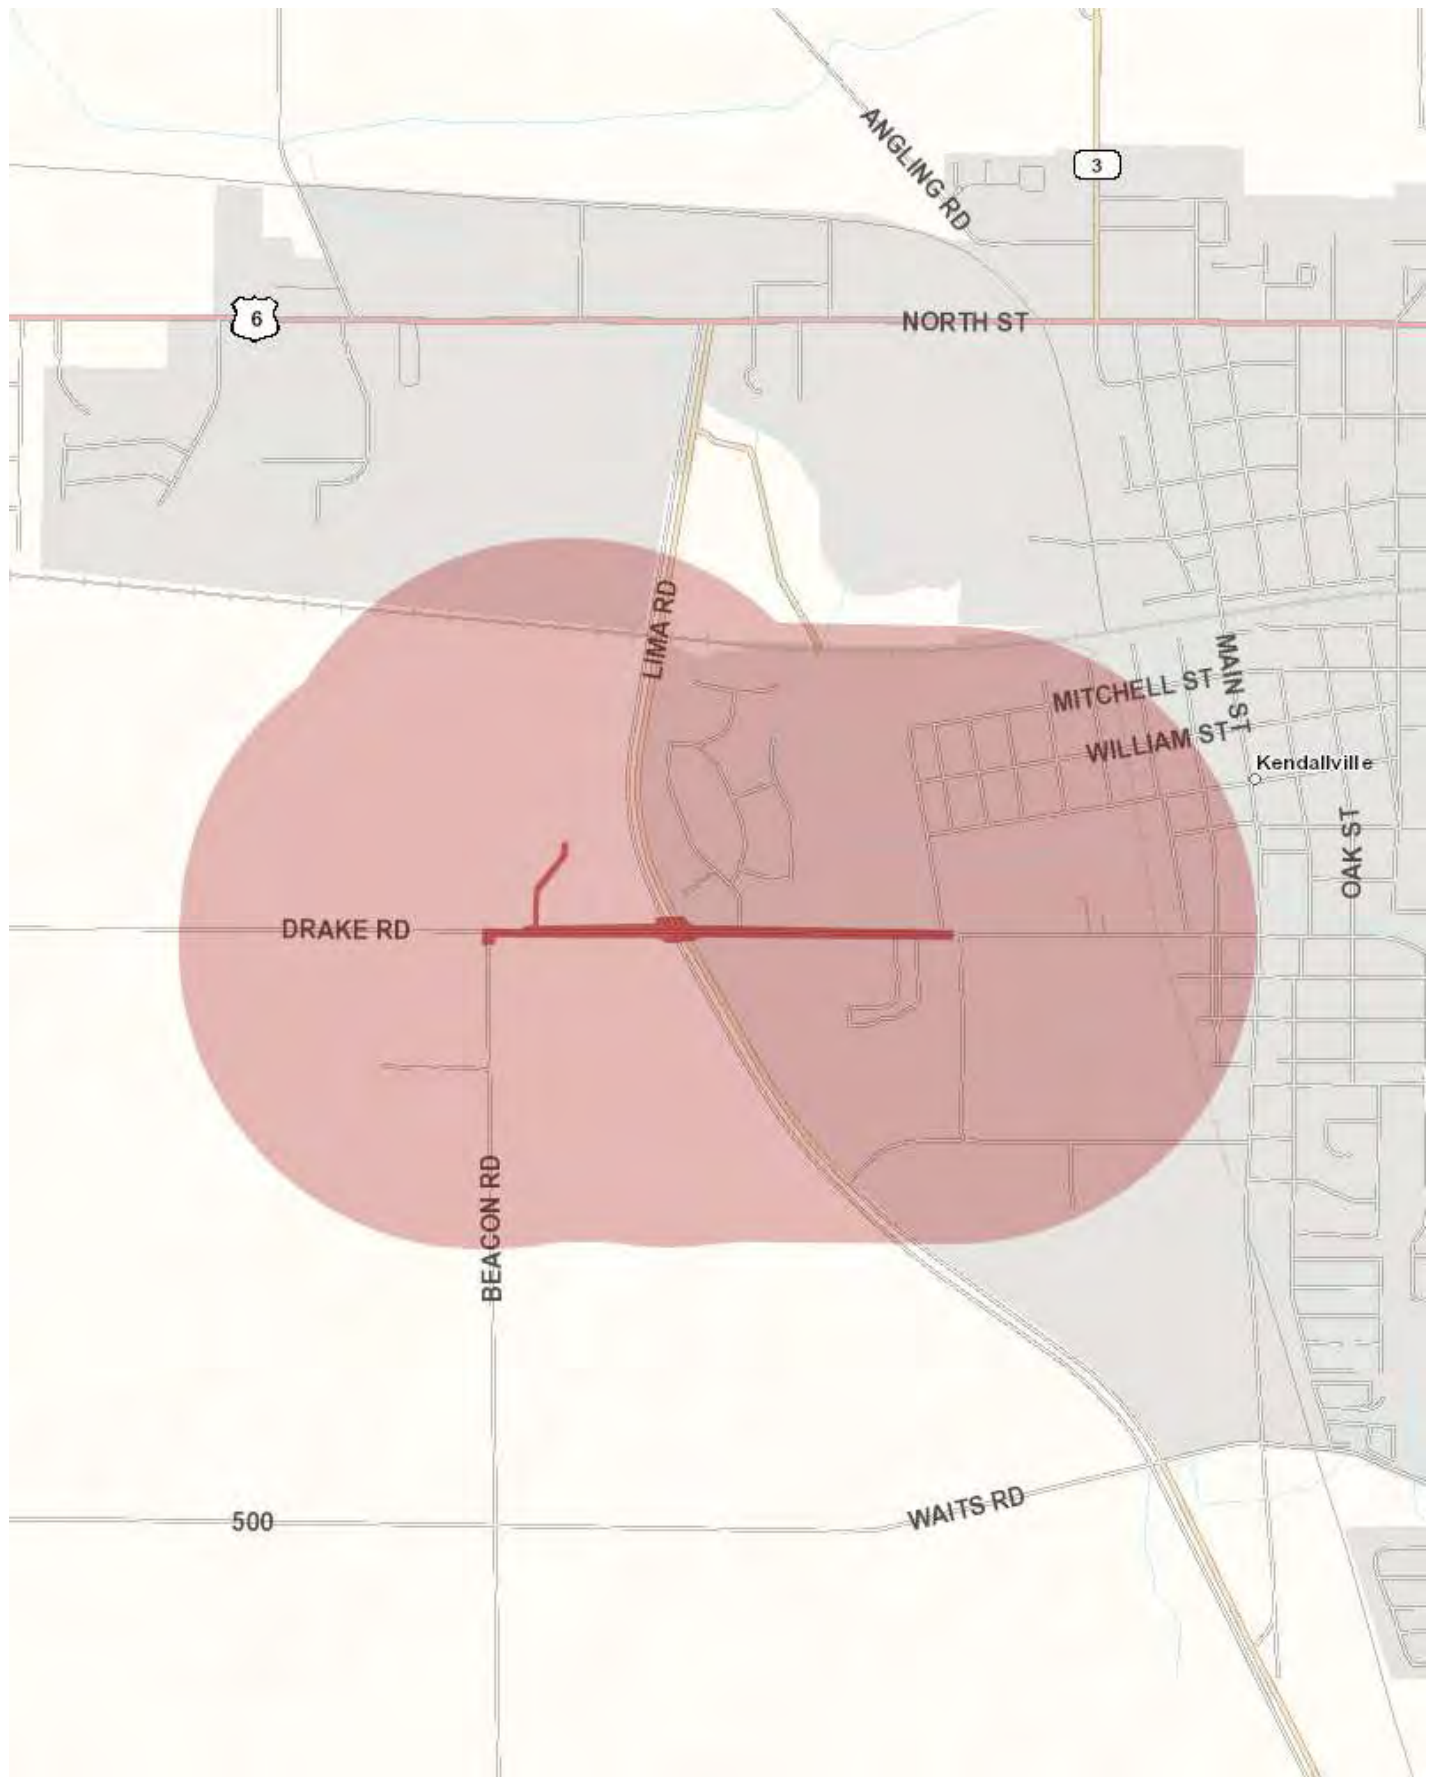 ANGLING RD
3
6
NORTH ST
LIMA RD
MAIN ST
MITCHELL ST
WILLIAM ST
Kendallville
OAK ST
DRAKE RD
BEACON RD
WAITS RD
500